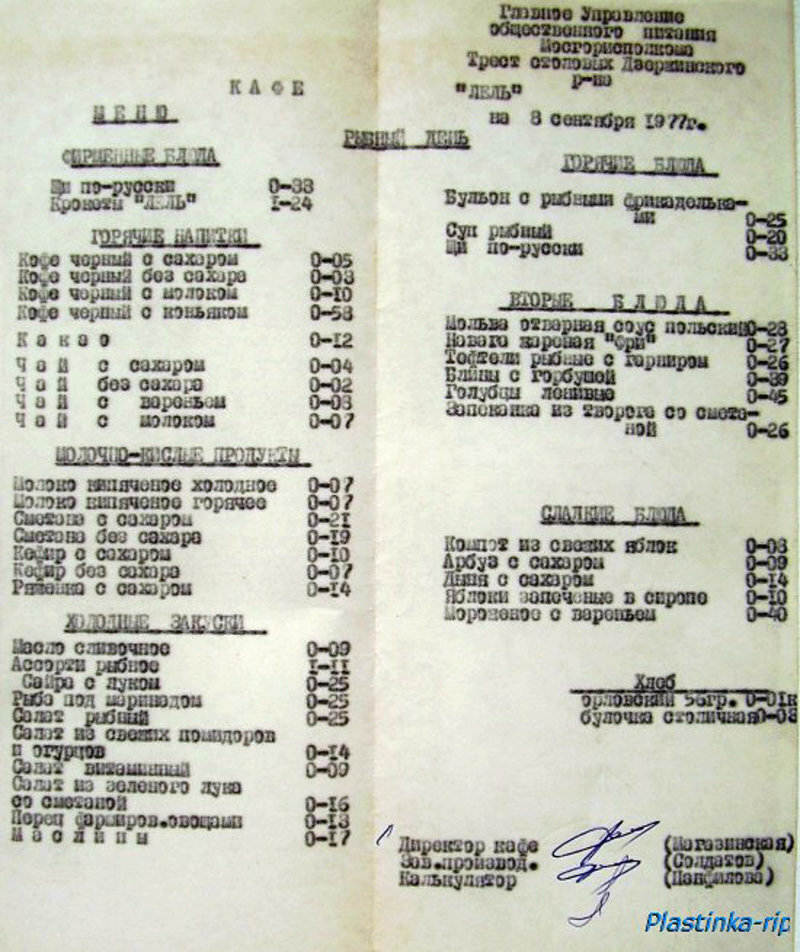 КАФЕ
МЕНЮ
ФИРМЕННЫЕ БЛЮДА
Щи по-русски 0-33
Крокеты "ЛЕЛЬ" 1-24
ГОРЯЧИЕ НАПИТКИ
Кофе черный с сахаром 0-05
Кофе черный без сахара 0-03
Кофе черный с молоком 0-10
Кофе черный с коньяком 0-53
Какао 0-12
Чай с сахаром 0-04
Чай без сахара 0-02
Чай с вареньем 0-08
Чай с молоком 0-07
МОЛОЧНО-КИСЛЫЕ ПРОДУКТЫ
Молоко кипяченое холодное 0-07
Молоко кипяченое горячее 0-07
Сметана с сахаром 0-21
Сметана без сахара 0-19
Кефир с сахаром 0-10
Кефир без сахара 0-07
Ряженка с сахаром 0-14
ХОЛОДНЫЕ ЗАКУСКИ
Масло сливочное 0-09
Ассорти рыбное 1-11
Сайра с луком 0-25
Рыба под маринадом 0-25
Салат рыбный 0-25
Салат из свежих помидоров
и огурцов 0-14
Салат витаминный 0-09
Салат из зеленого лука
со сметаной 0-16
Перец фарширов.овощами 0-13
Маслины 0-17
Главное Управление
общественного питания
Мосгорисполкома
Трест столовых Дзержинского
р-на
"ЛЕЛЬ"
на 8 сентября 1977г.
РЫБНЫЙ ДЕНЬ
ГОРЯЧИЕ БЛЮДА
Бульон с рыбными фрикаделька-
ми 0-25
Суп рыбный 0-20
Щи по-русски 0-33
ВТОРЫЕ БЛЮДА
Мольва отварная соус польский 0-28
жареная "фри" 0-27
Тефтели рыбные с гарниром 0-26
Блины с горбушей 0-39
Голубцы ленивые 0-45
Запеканка из творога со смета-
ной 0-26
СЛАДКИЕ БЛЮДА
Компот из свежих яблок 0-08
Арбуз с сахаром 0-09
Дыня с сахаром 0-14
Яблоки запеченые в сиропе 0-10
Мороженое с вареньем 0-40
Хлеб
орловский 56гр. 0-01к
булочка столичная 0-03
Директор кафе (Магазинская)
Зав.производ. (Солдатов)
Калькулятор (Панфилова)
Plastinka-rip